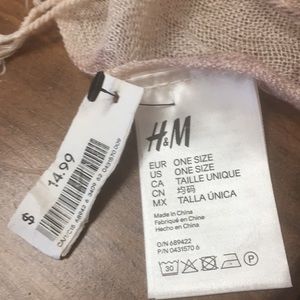 $ 14.99
H&M
EUR ONE SIZE
US ONE SIZE
CA TAILLE UNIQUE
CN 均码
MX TALLA ÚNICA
Made in China
Fabriqué en Chine
Hecho en China
O/N 689422
P/N 0431570 6
30
P